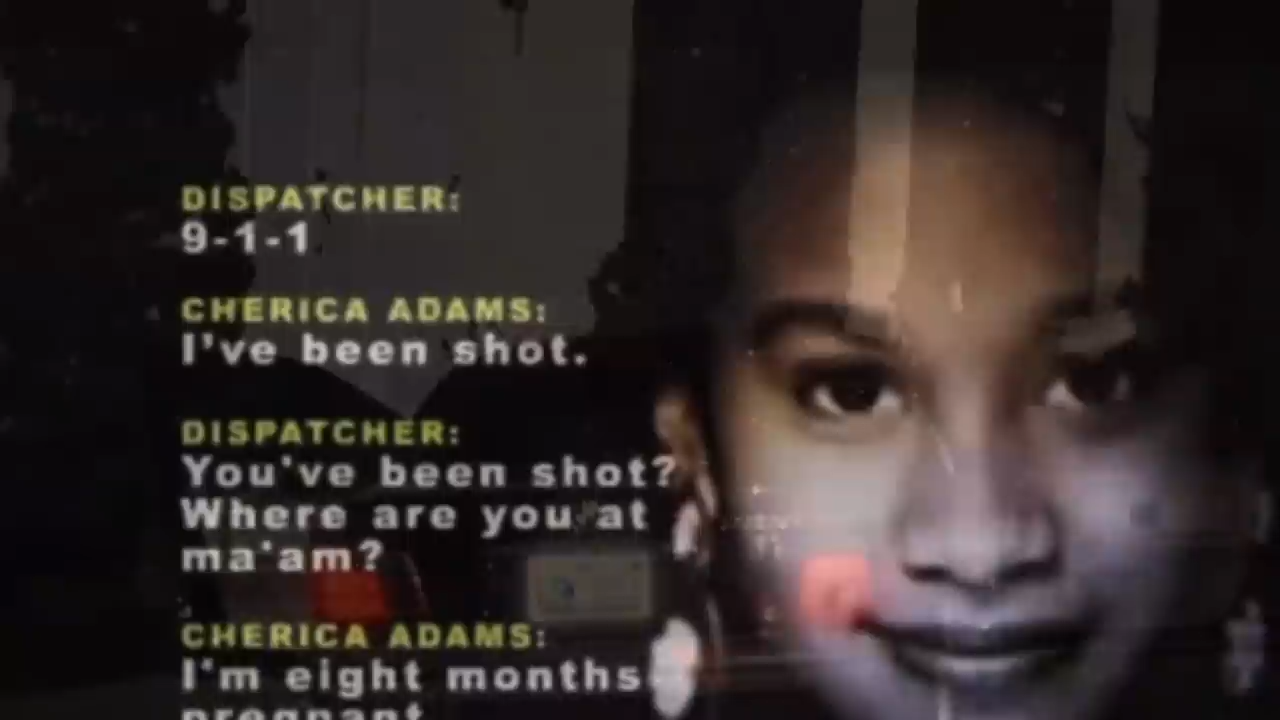 DISPATCHER:
9-1-1
CHERICA ADAMS:
I've been shot.
DISPATCHER:
You've been shot?
Where are you at
ma'am?
CHERICA ADAMS:
I'm eight months
pregnant